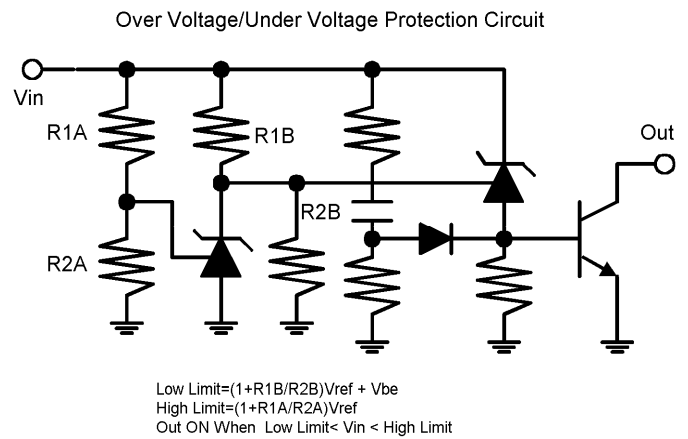 Over Voltage/Under Voltage Protection Circuit
Vin
R1A
R1B
Out
R2B
R2A
Low Limit=(1+R1B/R2B)Vref + Vbe
High Limit=(1+R1A/R2A)Vref
Out ON When Low Limit< Vin < High Limit